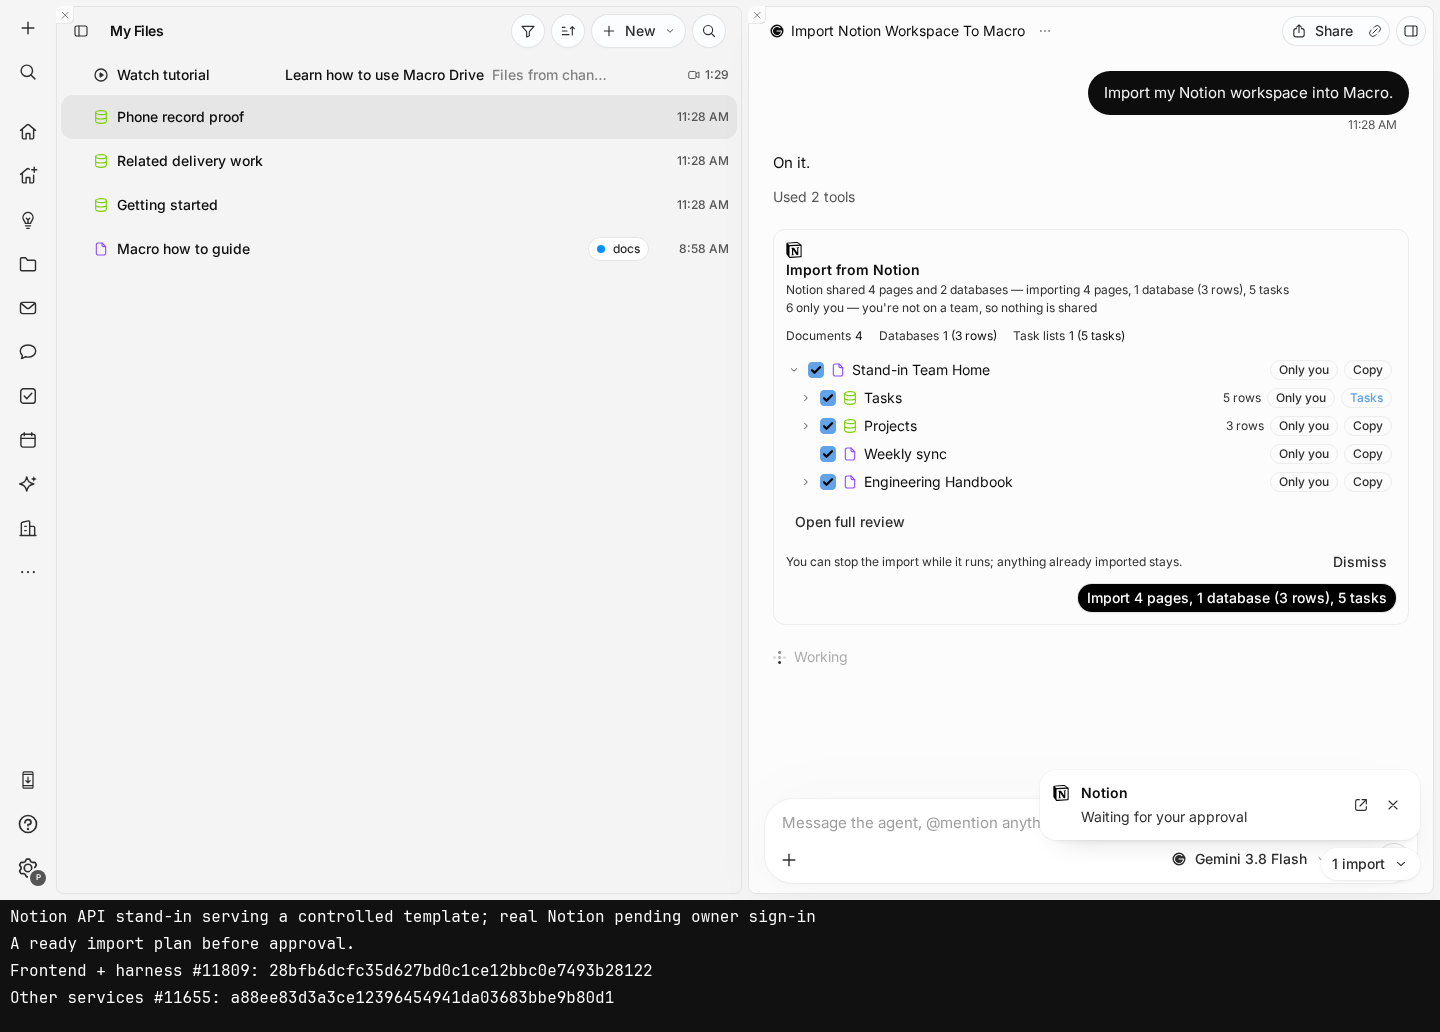 My Files
New
Watch tutorial Learn how to use Macro Drive Files from chan... 1:29
Phone record proof 11:28 AM
Related delivery work 11:28 AM
Getting started 11:28 AM
Macro how to guide docs 8:58 AM
P
Import Notion Workspace To Macro ...
Share
Import my Notion workspace into Macro.
11:28 AM
On it.
Used 2 tools
Import from Notion
Notion shared 4 pages and 2 databases — importing 4 pages, 1 database (3 rows), 5 tasks
6 only you — you're not on a team, so nothing is shared
Documents 4 Databases 1 (3 rows) Task lists 1 (5 tasks)
Stand-in Team Home Only you Copy
Tasks 5 rows Only you Tasks
Projects 3 rows Only you Copy
Weekly sync Only you Copy
Engineering Handbook Only you Copy
Open full review
You can stop the import while it runs; anything already imported stays. Dismiss
Import 4 pages, 1 database (3 rows), 5 tasks
Working
Notion
Waiting for your approval
Message the agent, @mention anyth
Gemini 3.8 Flash
1 import
Notion API stand-in serving a controlled template; real Notion pending owner sign-in
A ready import plan before approval.
Frontend + harness #11809: 28bfb6dcfc35d627bd0c1ce12bbc0e7493b28122
Other services #11655: a88ee83d3a3ce12396454941da03683bbe9b80d1